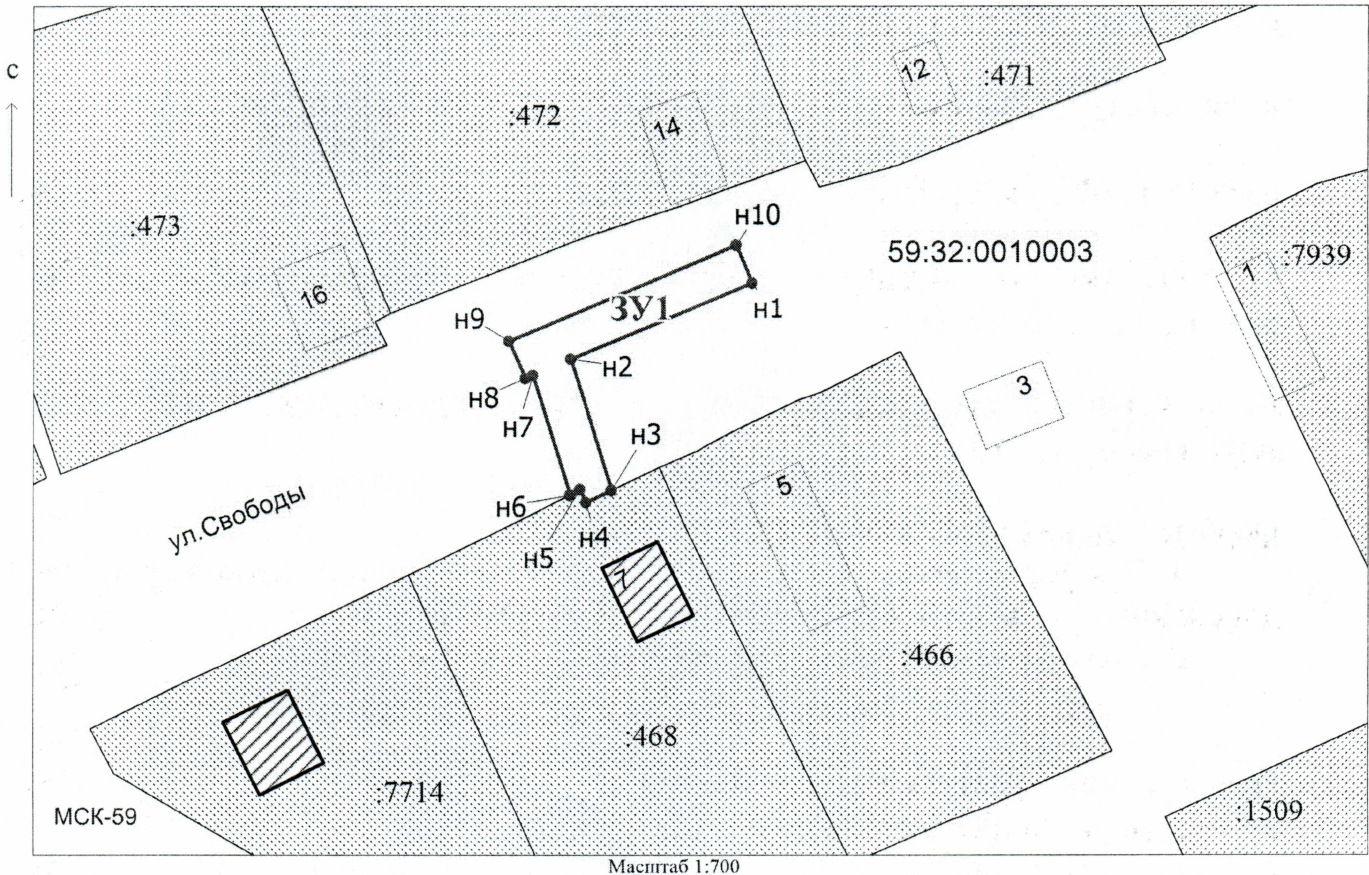 с
:472
14
12
:471
:473
16
н10
59:32:0010003
:7939
1
ЗУ1
н1
н9
н2
н8
н7
3
н3
5
н6
н4
н5
ул.Свободы
7
:466
:468
:7714
:1509
МСК-59
Масштаб 1:700